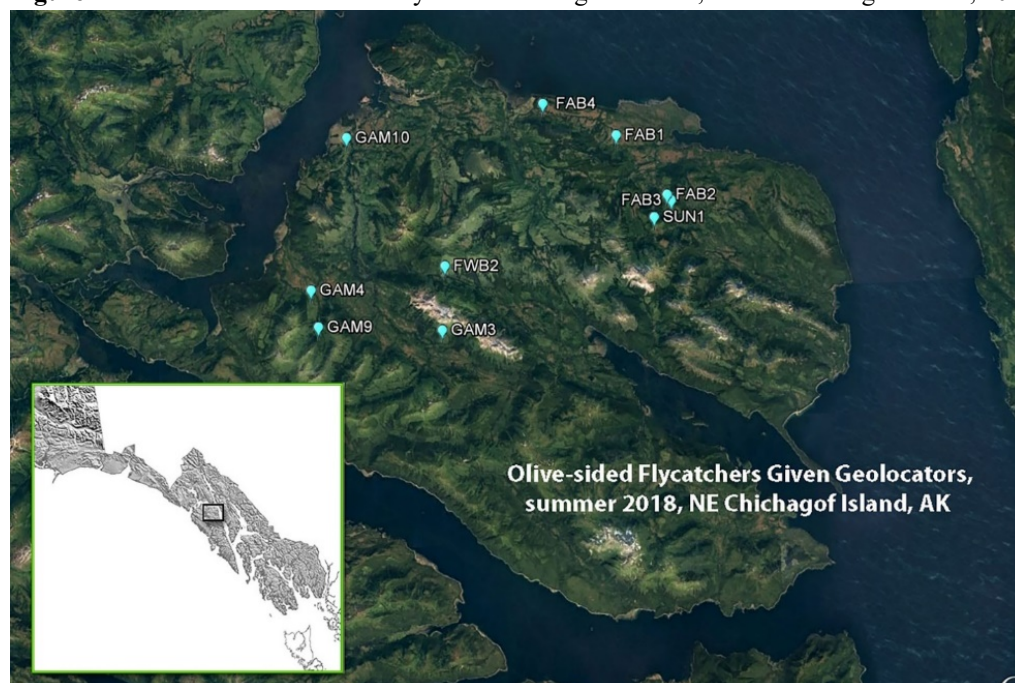 FAB4
GAM10
FAB1
FAB3 FAB2
SUN1
FWB2
GAM4
GAM9
GAM3
Olive-sided Flycatchers Given Geolocators,
summer 2018, NE Chichagof Island, AK